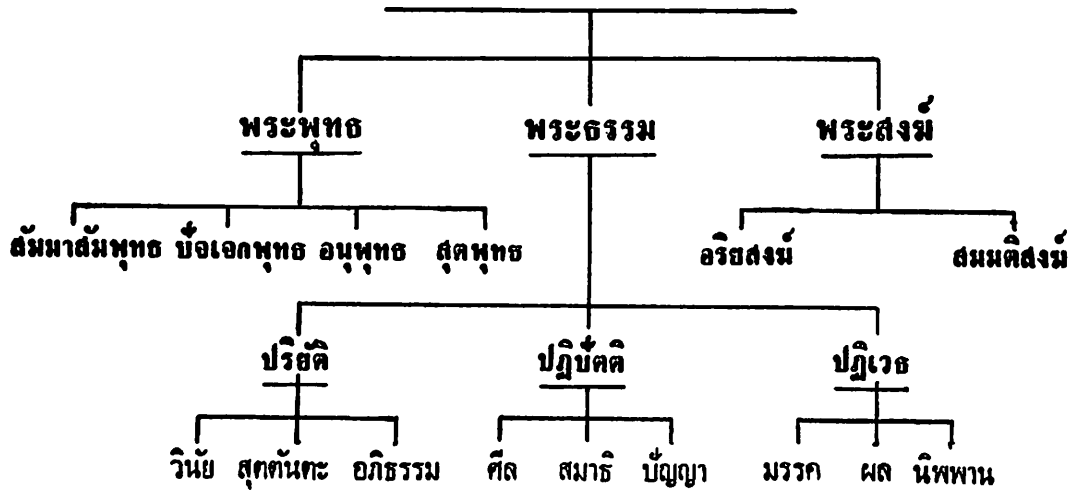 พระพุทธ พระธรรม พระสงฆ์
สัมมาสัมพุทธ ปัจเจกพุทธ อนุพุทธ สุตพุทธ อริยสงฆ์ สมมติสงฆ์
ปริยัติ ปฏิบัตติ ปฏิเวธ
วินัย สุตตันตะ อภิธรรม ศีล สมาธิ ปัญญา มรรค ผล นิพพาน